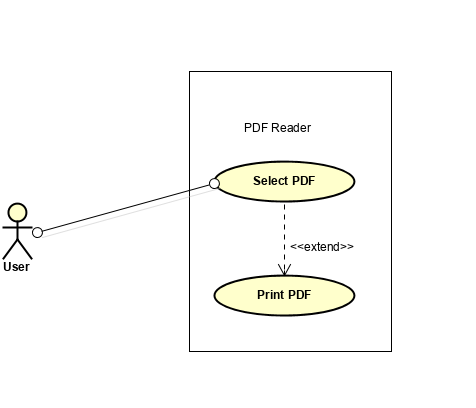 PDF Reader
Select PDF
<<extend>>
User
Print PDF